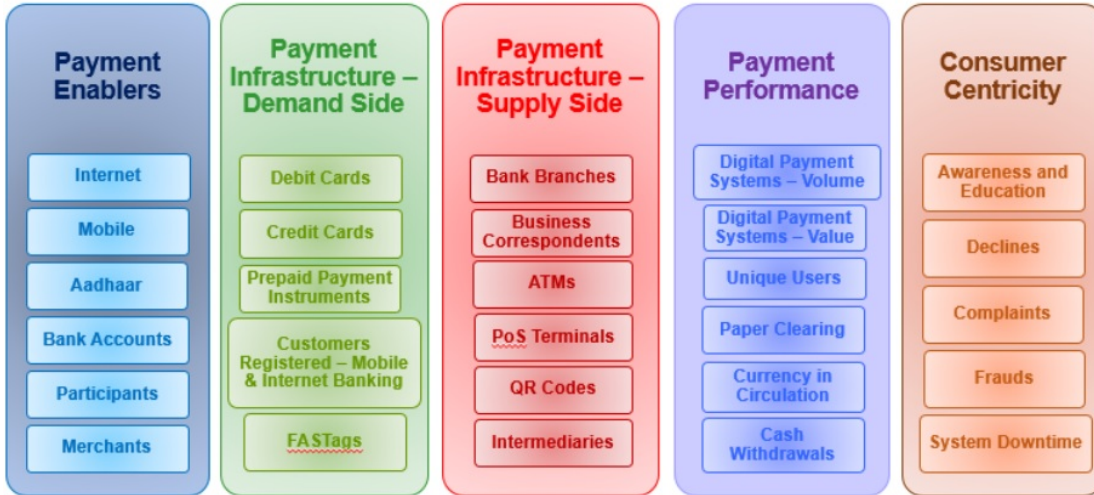 Payment
Enablers
Internet
Mobile
Aadhaar
Bank Accounts
Participants
Merchants
Payment
Infrastructure –
Demand Side
Debit Cards
Credit Cards
Prepaid Payment
Instruments
Customers
Registered – Mobile
& Internet Banking
FASTags
Payment
Infrastructure –
Supply Side
Bank Branches
Business
Correspondents
ATMs
PoS Terminals
QR Codes
Intermediaries
Payment
Performance
Digital Payment
Systems – Volume
Digital Payment
Systems – Value
Unique Users
Paper Clearing
Currency in
Circulation
Cash
Withdrawals
Consumer
Centricity
Awareness and
Education
Declines
Complaints
Frauds
System Downtime